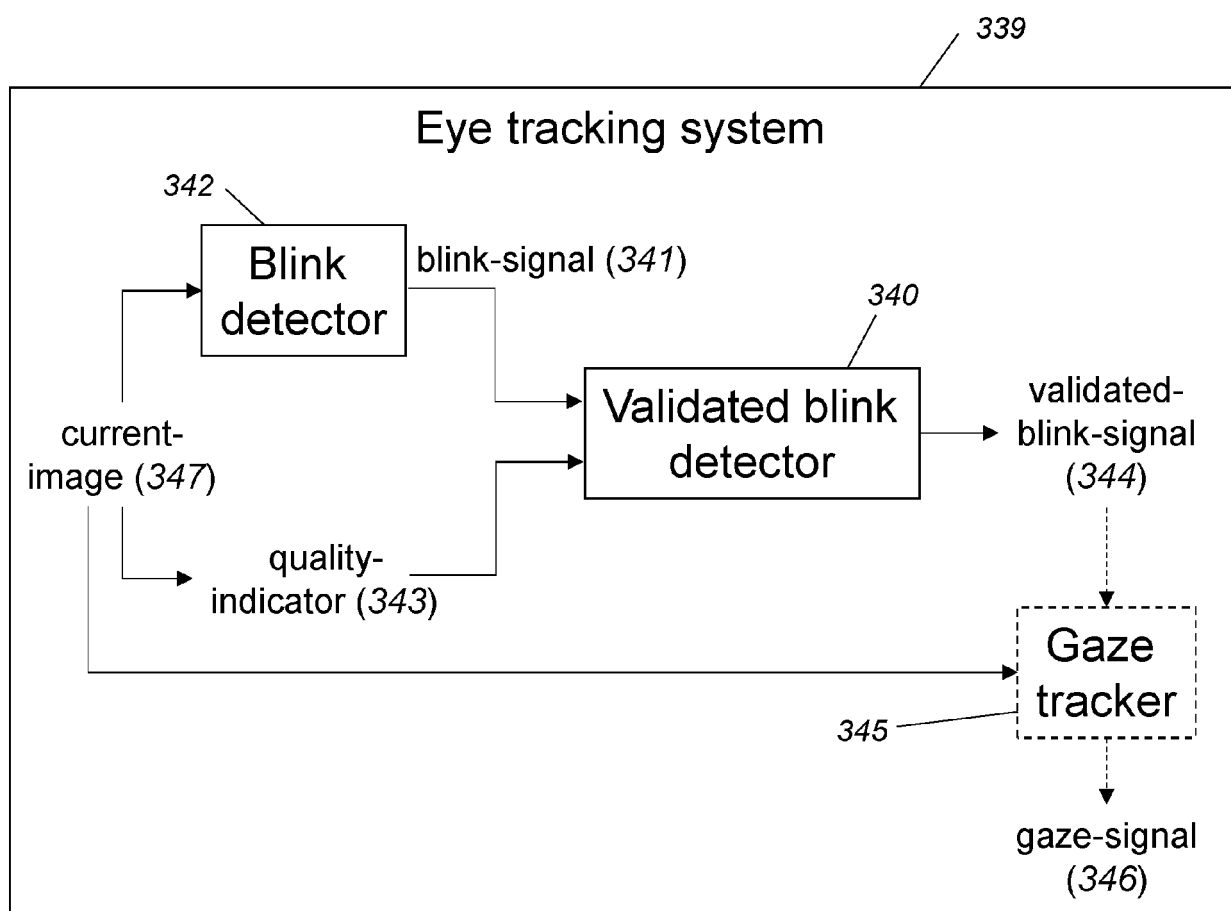 339
Eye tracking system
342
Blink
detector
blink-signal (341)
340
Validated blink
detector
validated-
blink-signal
(344)
current-
image (347)
quality-
indicator (343)
Gaze
tracker
345
gaze-signal
(346)